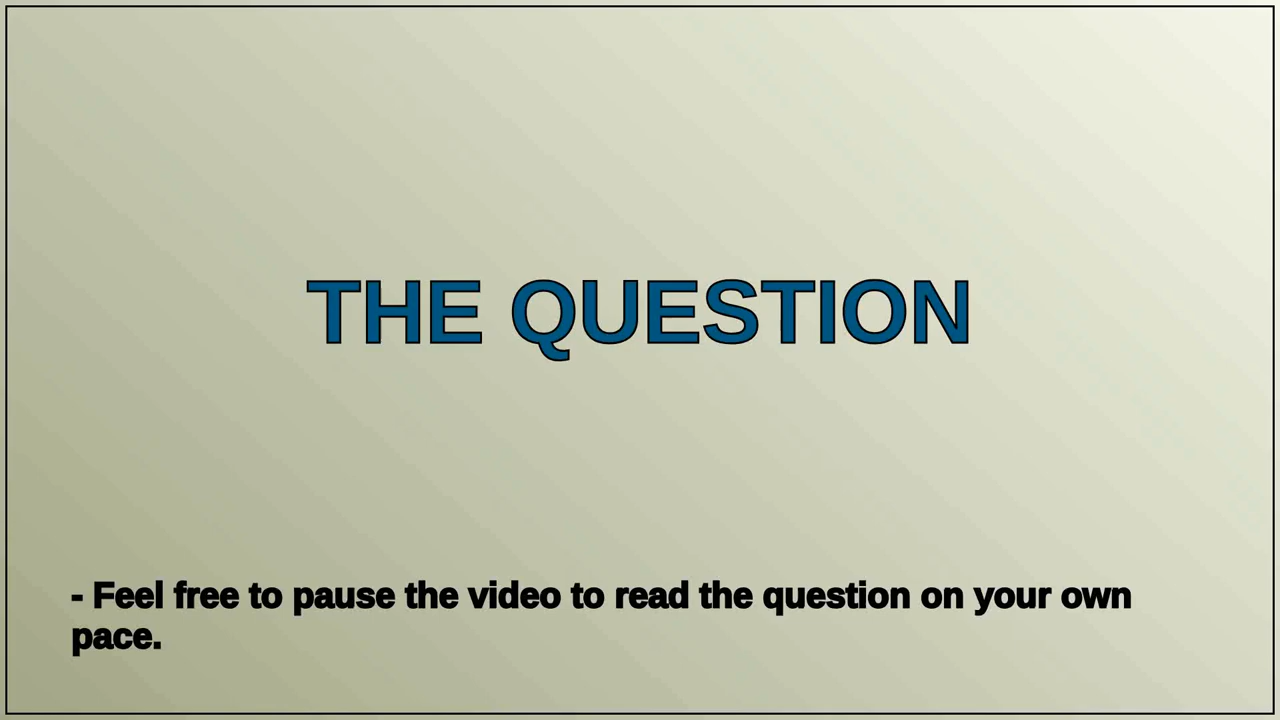 THE QUESTION
- Feel free to pause the video to read the question on your own
pace.